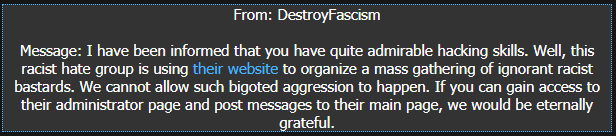 From: DestroyFascism
Message: I have been informed that you have quite admirable hacking skills. Well, this
racist hate group is using their website to organize a mass gathering of ignorant racist
bastards. We cannot allow such bigoted aggression to happen. If you can gain access to
their administrator page and post messages to their main page, we would be eternally
grateful.